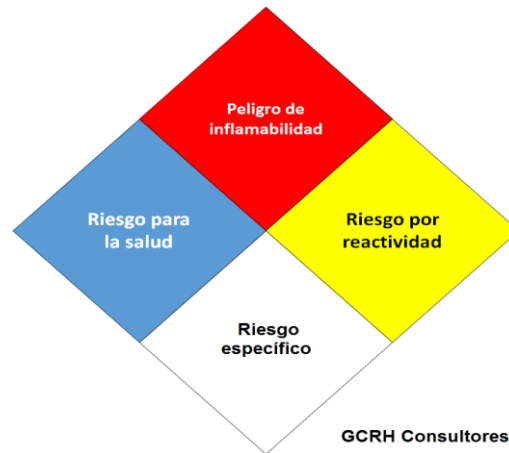 Peligro de
inflamabilidad
Riesgo para
la salud
Riesgo por
reactividad
Riesgo
específico
GCRH Consultores